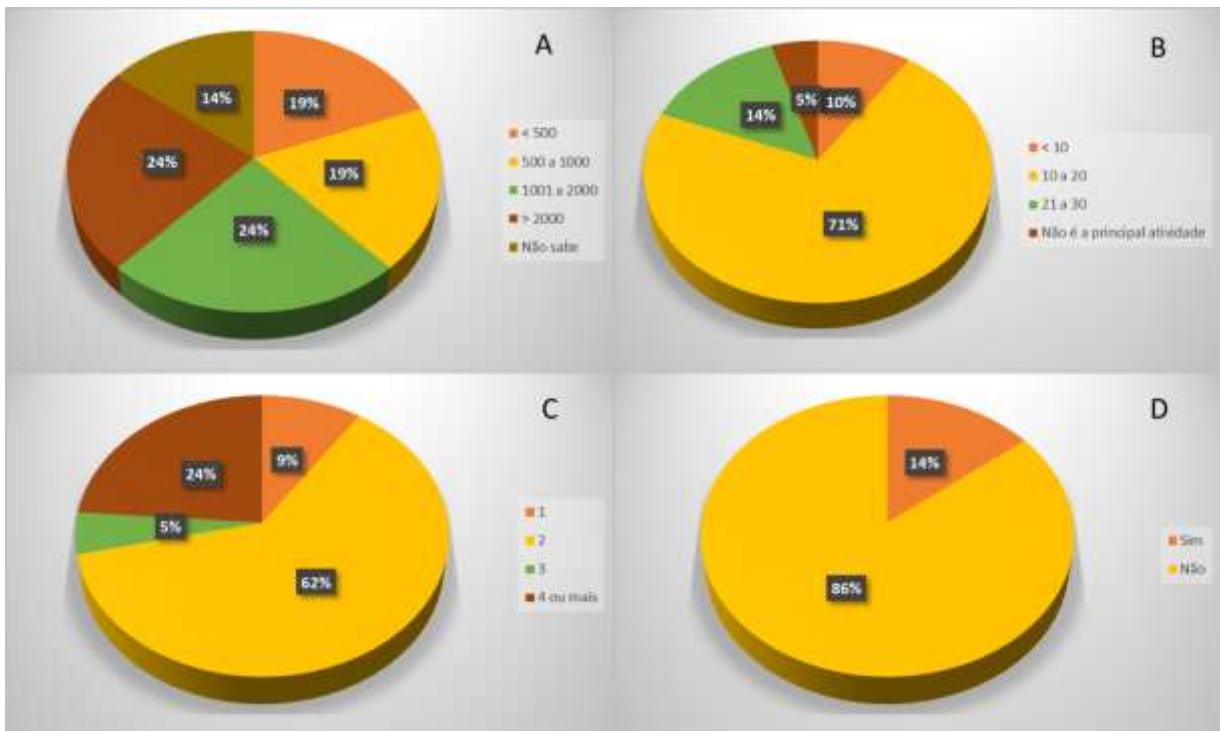 A
19%
19%
24%
24%
14%
< 500
500 a 1000
1001 a 2000
> 2000
Não sabe
B
10%
71%
14%
5%
< 10
10 a 20
21 a 30
Não é a principal atividade
C
9%
62%
5%
24%
1
2
3
4 ou mais
D
14%
86%
Sim
Não